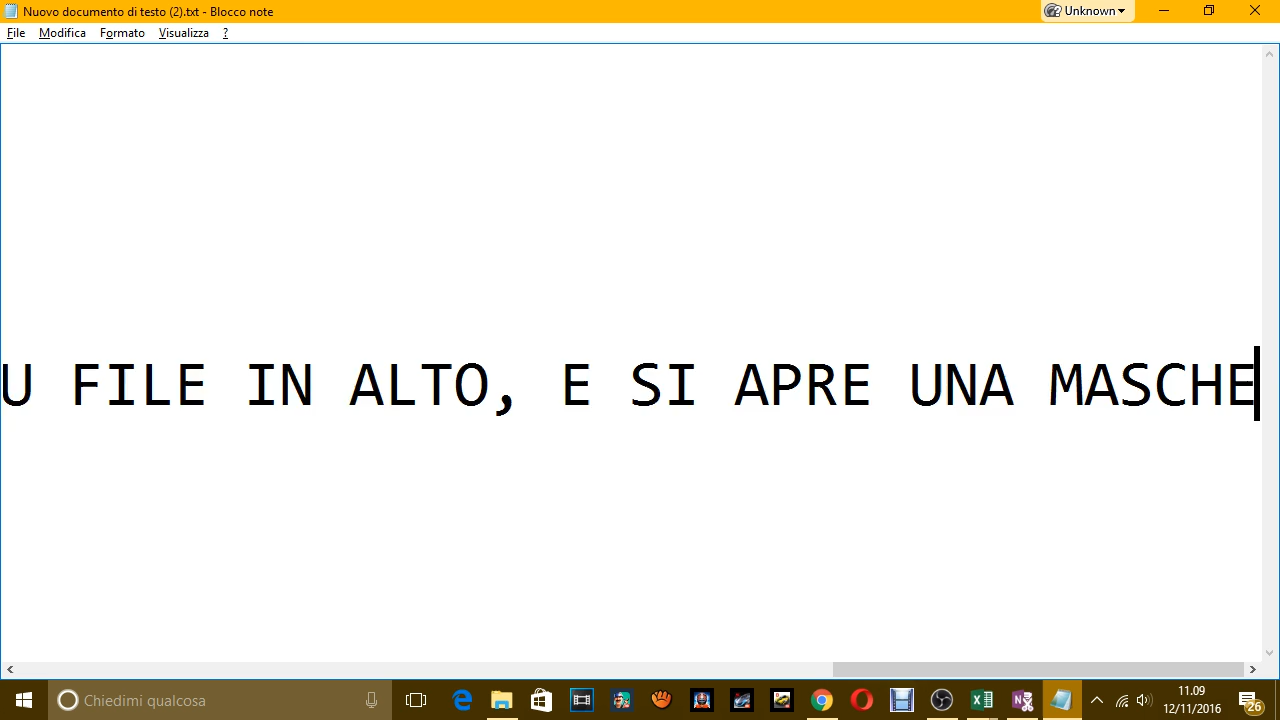 Nuovo documento di testo (2).txt - Blocco note
Unknown
File Modifica Formato Visualizza ?
U FILE IN ALTO, E SI APRE UNA MASCHE
Chiedimi qualcosa
11.09
12/11/2016
26